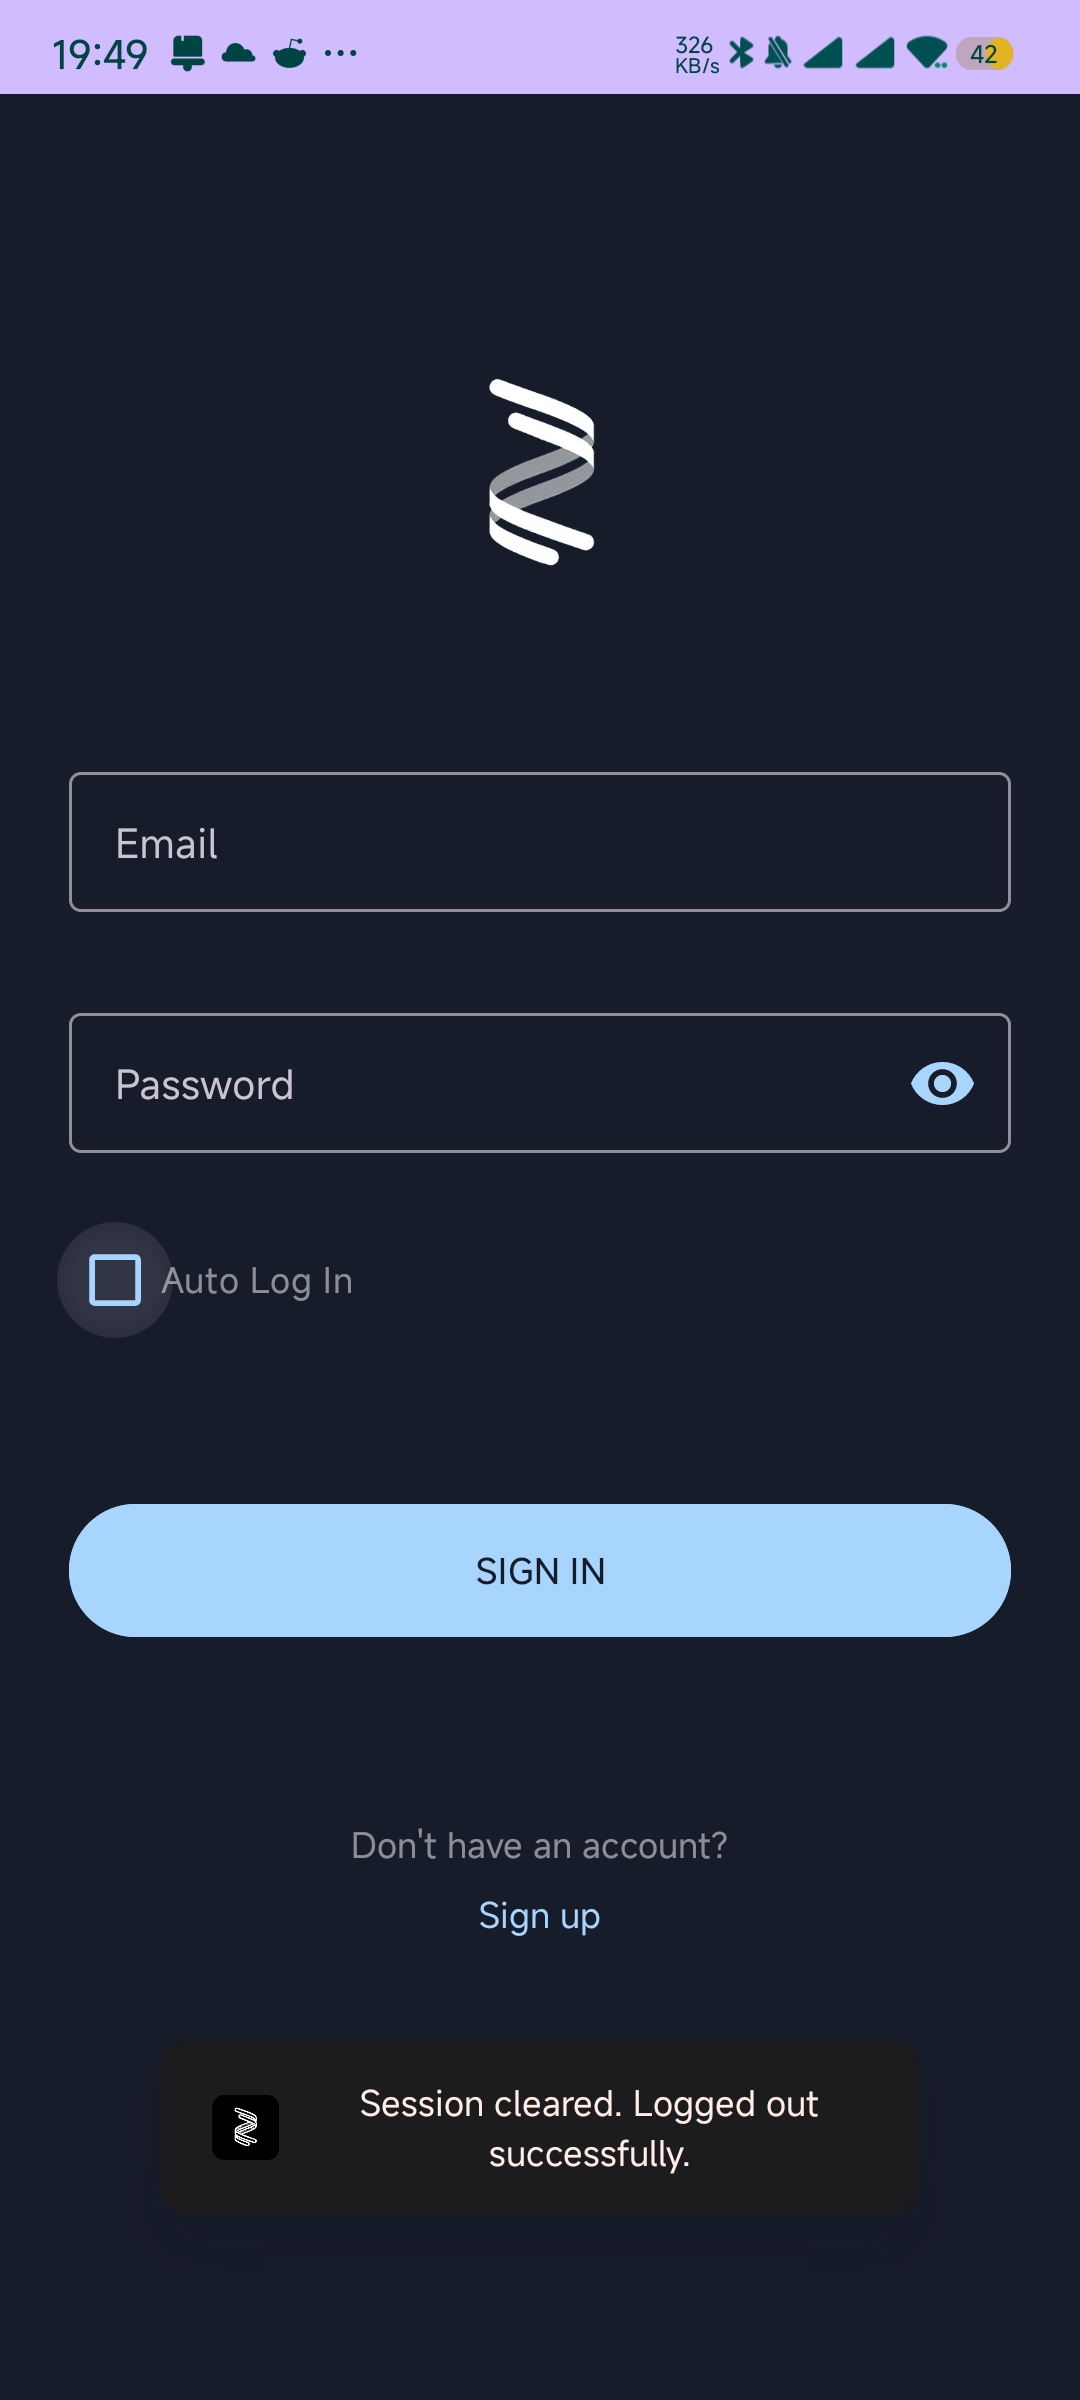 19:49
326
KB/s
42
Email
Password
Auto Log In
SIGN IN
Don't have an account?
Sign up
Session cleared. Logged out
successfully.